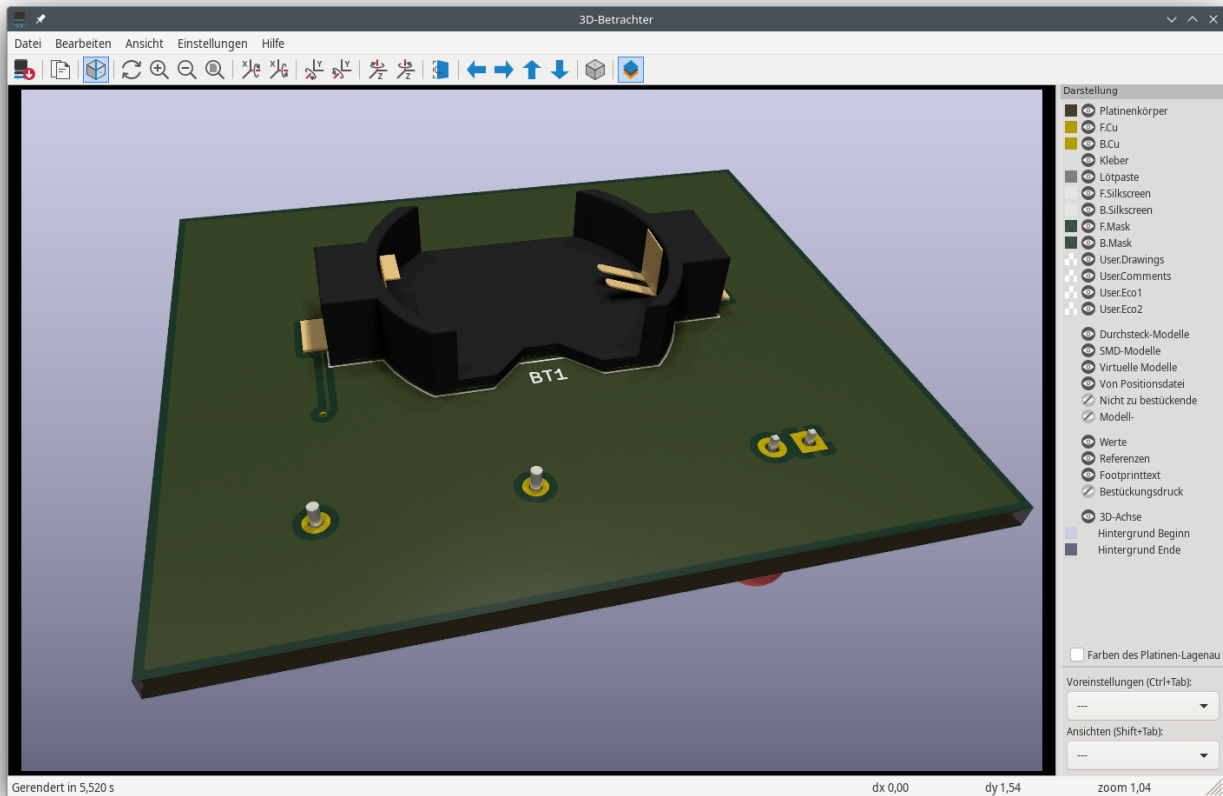 3D-Betrachter
Datei Bearbeiten Ansicht Einstellungen Hilfe
Darstellung
Platinenkörper
F.Cu
B.Cu
Kleber
Lötpaste
F.Silkscreen
B.Silkscreen
F.Mask
B.Mask
User.Drawings
User.Comments
User.Eco1
User.Eco2
Durchsteck-Modelle
SMD-Modelle
Virtuelle Modelle
Von Positionsdatei
Nicht zu bestückende
Modell-
Werte
Referenzen
Footprinttext
Bestückungsdruck
3D-Achse
Hintergrund Beginn
Hintergrund Ende
BT1
Farben des Platinen-Lagenau
Voreinstellungen (Ctrl+Tab):
---
Ansichten (Shift+Tab):
---
Gerendert in 5,520 s dx 0,00 dy 1,54 zoom 1,04